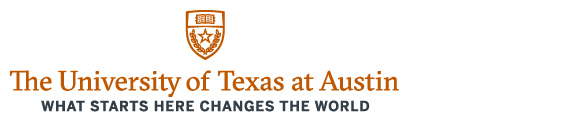 The University of Texas at Austin
WHAT STARTS HERE CHANGES THE WORLD